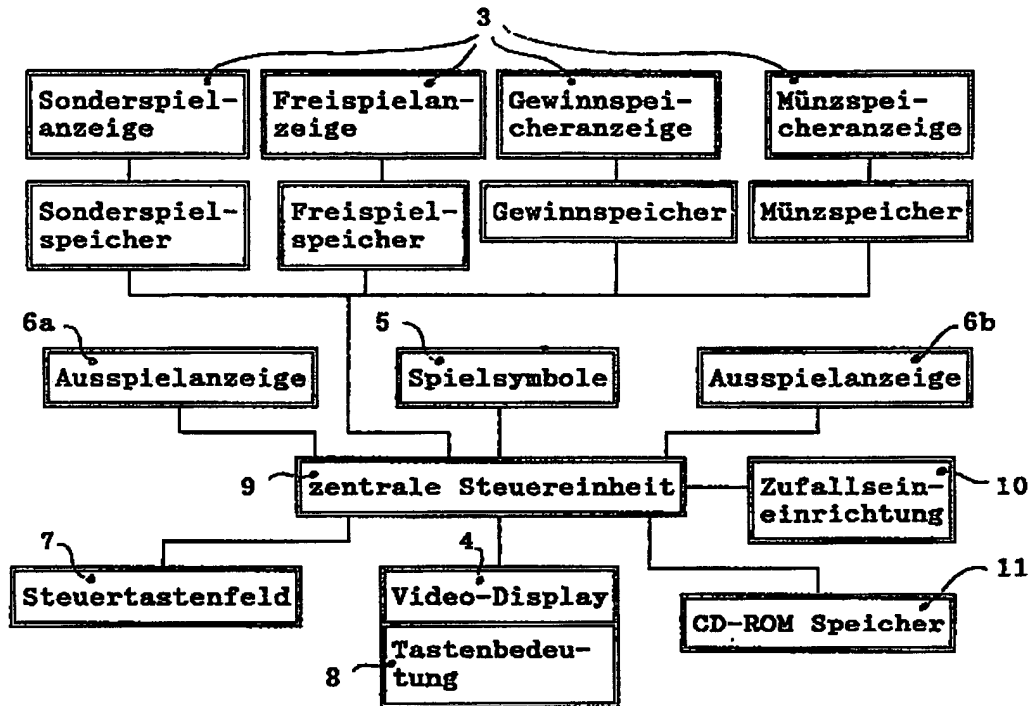 3
Sonderspiel-
anzeige
Freispielan-
zeige
Gewinnspei-
cheranzeige
Münzspei-
cheranzeige
Sonderspiel-
speicher
Freispiel-
speicher
Gewinnspeicher
Münzspeicher
6a
5
6b
Ausspielanzeige
Spielsymbole
Ausspielanzeige
9
zentrale Steuereinheit
Zufallsein-
einrichtung
10
7
4
11
Steuertastenfeld
Video-Display
CD-ROM Speicher
8
Tastenbedeu-
tung